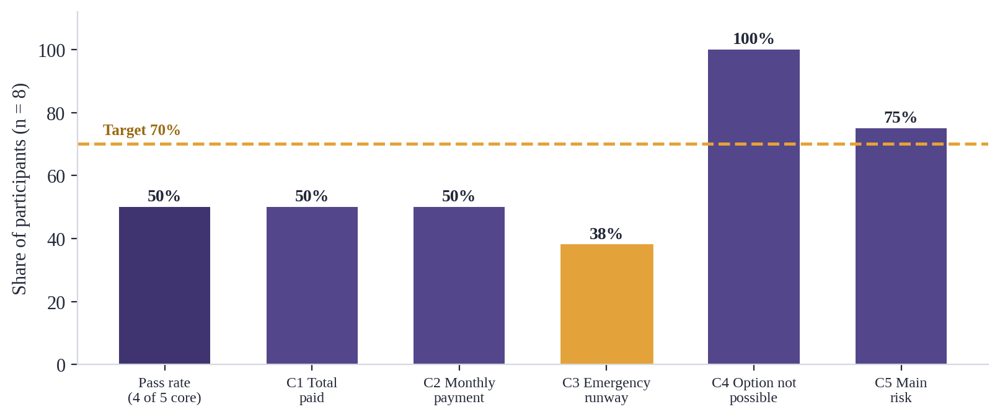 Share of participants (n = 8)
100
80
60
40
20
0
Target 70%
50%
50%
50%
38%
100%
75%
Pass rate
(4 of 5 core)
C1 Total
paid
C2 Monthly
payment
C3 Emergency
runway
C4 Option not
possible
C5 Main
risk